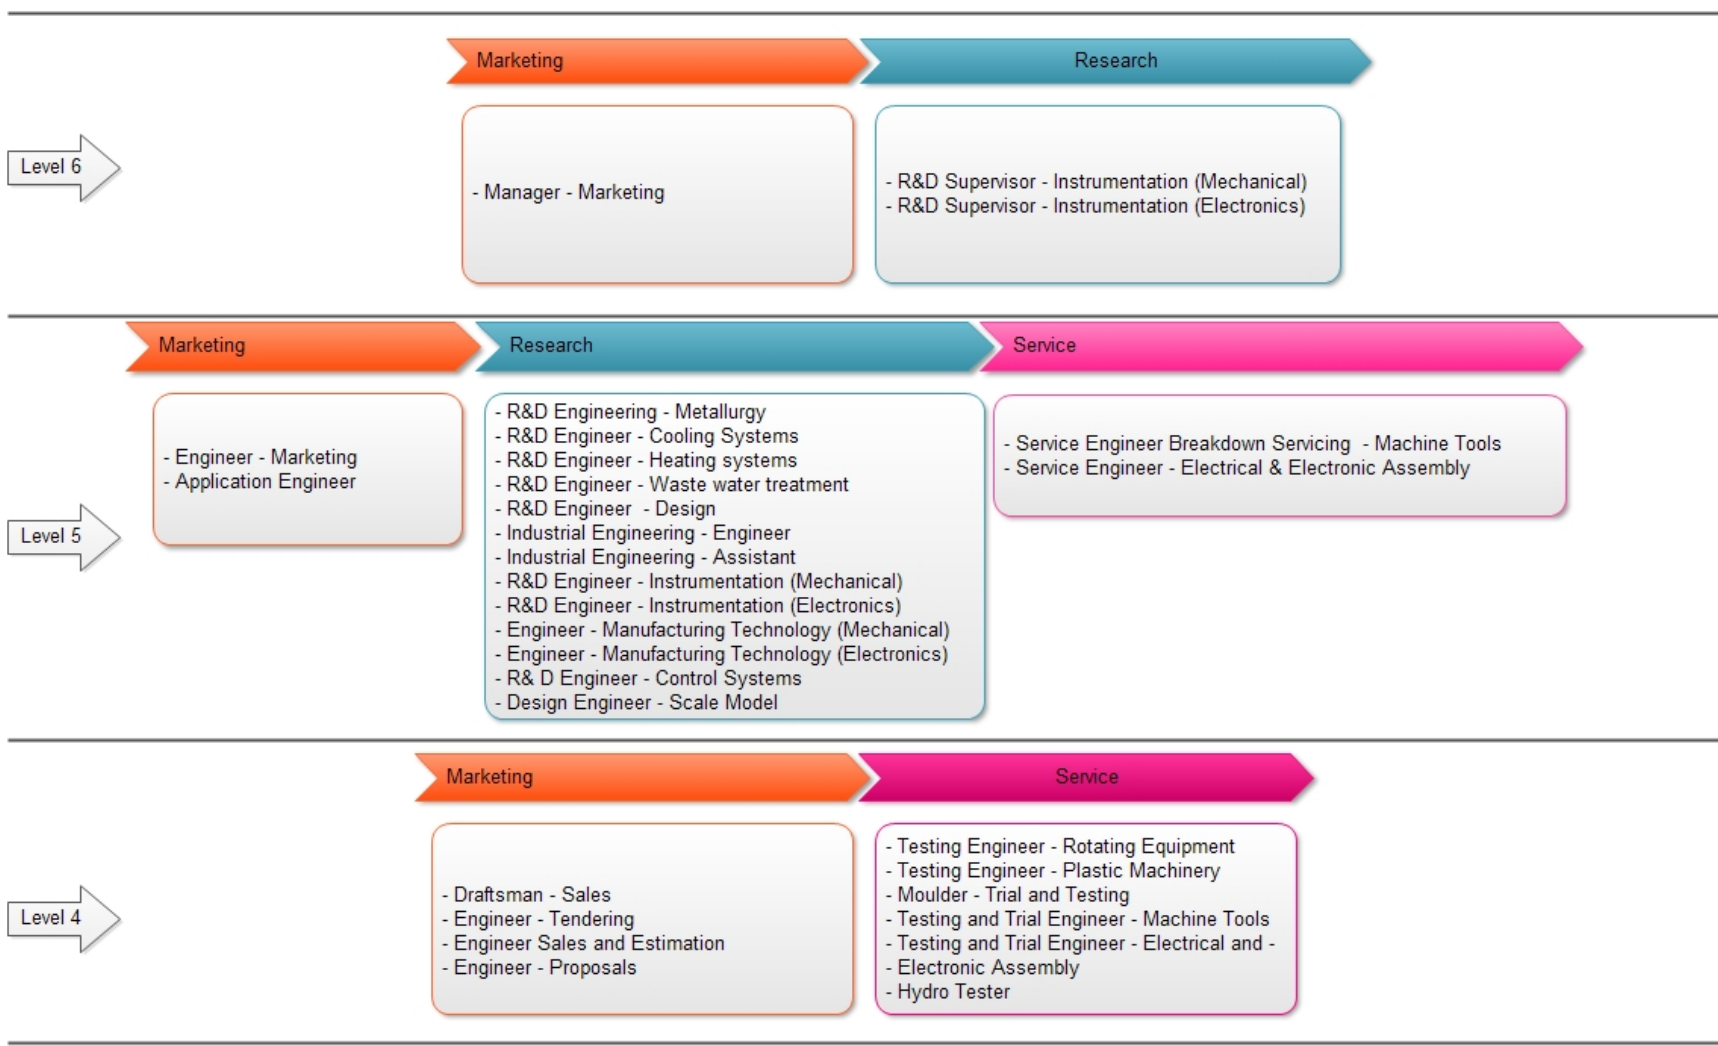 Marketing
Research
Level 6
- Manager - Marketing
- R&D Supervisor - Instrumentation (Mechanical)
- R&D Supervisor - Instrumentation (Electronics)
Marketing
Research
Service
Level 5
- Engineer - Marketing
- Application Engineer
- R&D Engineering - Metallurgy
- R&D Engineer - Cooling Systems
- R&D Engineer - Heating systems
- R&D Engineer - Waste water treatment
- R&D Engineer  - Design
- Industrial Engineering - Engineer
- Industrial Engineering - Assistant
- R&D Engineer - Instrumentation (Mechanical)
- R&D Engineer - Instrumentation (Electronics)
- Engineer - Manufacturing Technology (Mechanical)
- Engineer - Manufacturing Technology (Electronics)
- R& D Engineer - Control Systems
- Design Engineer - Scale Model
- Service Engineer Breakdown Servicing  - Machine Tools
- Service Engineer - Electrical & Electronic Assembly
Marketing
Service
Level 4
- Draftsman - Sales
- Engineer - Tendering
- Engineer Sales and Estimation
- Engineer - Proposals
- Testing Engineer - Rotating Equipment
- Testing Engineer - Plastic Machinery
- Moulder - Trial and Testing
- Testing and Trial Engineer - Machine Tools
- Testing and Trial Engineer - Electrical and -
- Electronic Assembly
- Hydro Tester